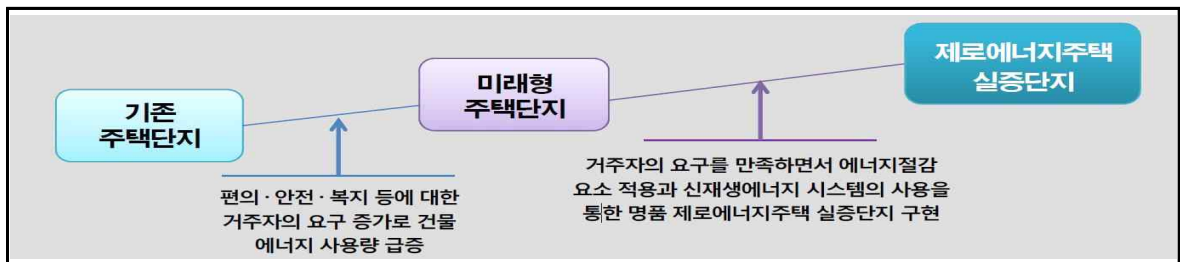 기존
주택단지
미래형
주택단지
제로에너지주택
실증단지
편의·안전·복지 등에 대한
거주자의 요구 증가로 건물
에너지 사용량 급증
거주자의 요구를 만족하면서 에너지절감
요소 적용과 신재생에너지 시스템의 사용을
통한 명품 제로에너지주택 실증단지 구현